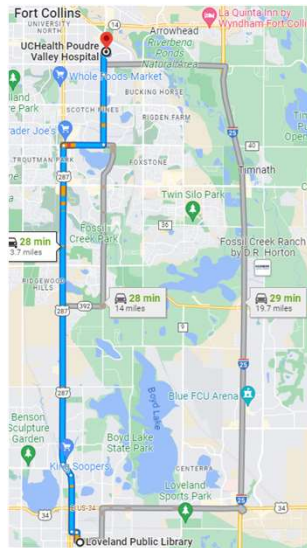 Fort Collins
UNIVERSITY
NORTH
14
Arrowhead
La Quinta Inn by
Wyndham Fort Coll
UCHealth Poudre
Valley Hospital
Riverbend
Ponds
Natural Area
Whole Foods Market
BUCKING HORSE
SCOTCH PINES
RIGDEN FARM
ader Joe's
TROUTMAN PARK
25
Timnath
287
FOXSTONE
Twin Silo Park
Fossil
Creek Park
28 min
3.7 miles
Fossil Creek Ranch
by D.R. Horton
RIDGEWOOD
HILLS
392
28 min
14 miles
29 min
19.7 miles
287
9
25
287
Boyd Lake
Blue FCU Arena
Benson
Sculpture
Garden
Boyd Lake
State Park
CENTERRA
King Soopers
Loveland
Sports Park
25
34
34
34
Loveland Public Library